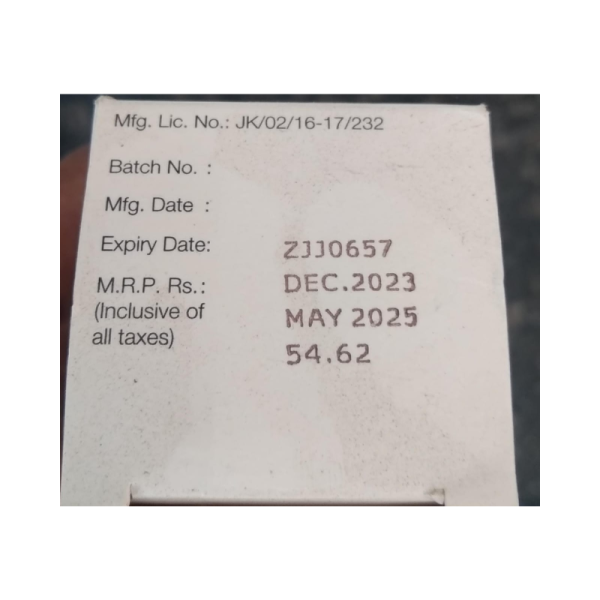 Mfg. Lic. No.: JK/02/16-17/232
Batch No. :
Mfg. Date :
Expiry Date: ZJJ0657
M.R.P. Rs.: DEC.2023
(Inclusive of MAY 2025
all taxes) 54.62